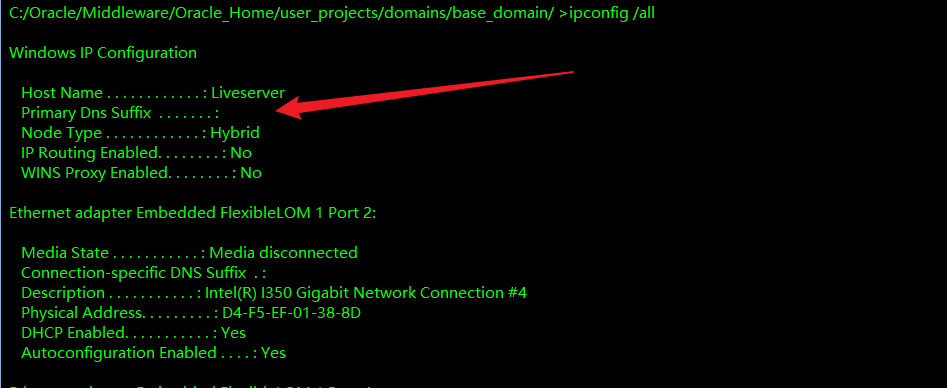 C:/Oracle/Middleware/Oracle_Home/user_projects/domains/base_domain/ >ipconfig /all
Windows IP Configuration
Host Name . . . . . . . . . . . . : Liveserver
Primary Dns Suffix . . . . . . . :
Node Type . . . . . . . . . . . . : Hybrid
IP Routing Enabled. . . . . . . . : No
WINS Proxy Enabled. . . . . . . . : No
Ethernet adapter Embedded FlexibleLOM 1 Port 2:
Media State . . . . . . . . . . . : Media disconnected
Connection-specific DNS Suffix . :
Description . . . . . . . . . . . : Intel(R) I350 Gigabit Network Connection #4
Physical Address. . . . . . . . . : D4-F5-EF-01-38-8D
DHCP Enabled. . . . . . . . . . . : Yes
Autoconfiguration Enabled . . . . : Yes